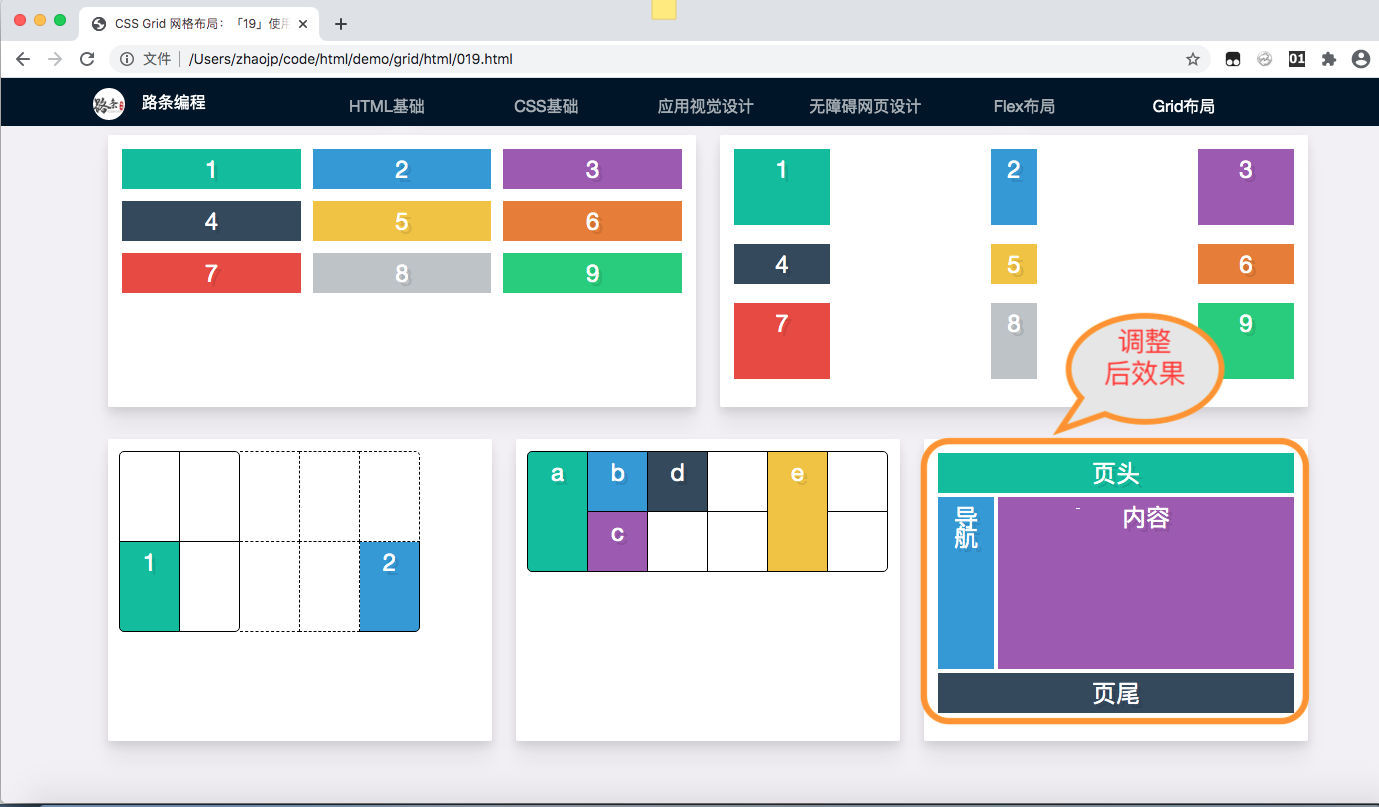 CSS Grid 网格布局：「19」使用
文件 /Users/zhaojp/code/html/demo/grid/html/019.html
01
路条
路条编程 HTML基础 CSS基础 应用视觉设计 无障碍网页设计 Flex布局 Grid布局
1 2 3
4 5 6
7 8 9
1 2 3
4 5 6
7 8 9
调整
后效果
1 2
a b d e
c
页头
导航 内容
页尾